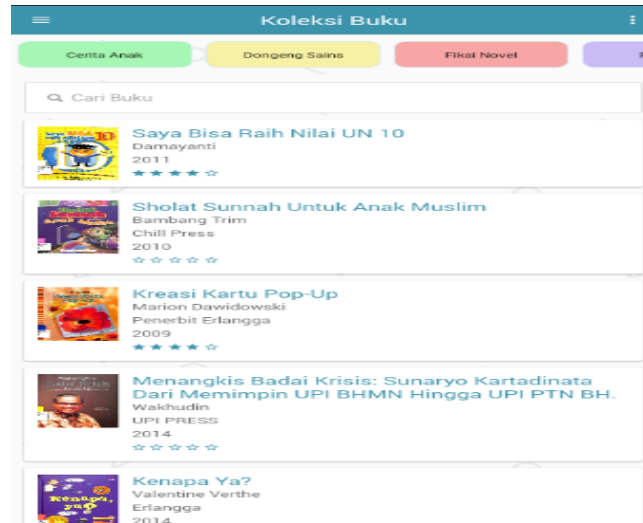 Koleksi Buku
Cerita Anak
Dongeng Sains
Fiksi Novel
Cari Buku
Saya Bisa Raih Nilai UN 10
Damayanti
2011
Sholat Sunnah Untuk Anak Muslim
Bambang Trim
Chill Press
2010
Kreasi Kartu Pop-Up
Marion Dawidowski
Penerbit Erlangga
2009
Menangkis Badai Krisis: Sunaryo Kartadinata
Dari Memimpin UPI BHMN Hingga UPI PTN BH.
Wakhudin
UPI PRESS
2014
Kenapa,
ya?
Kenapa Ya?
Valentine Verthe
Erlangga
2014